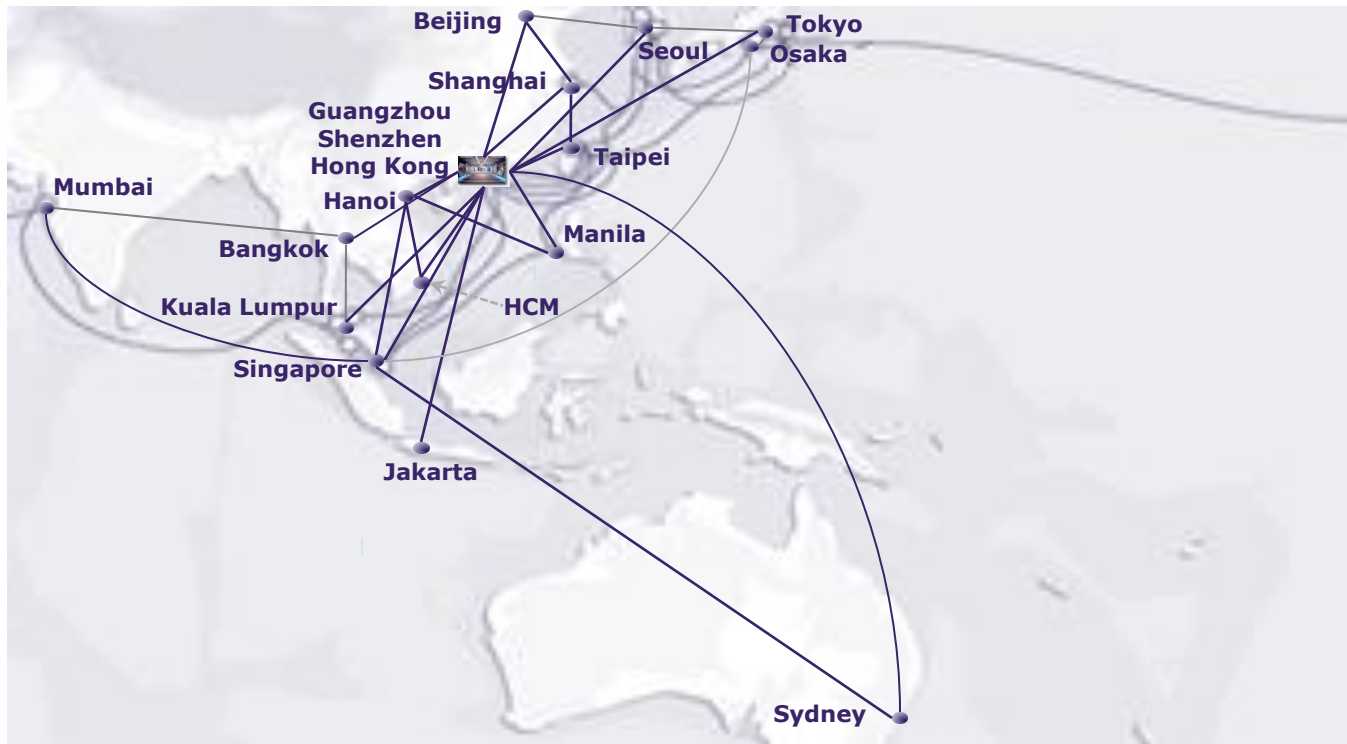 Beijing
Tokyo
Seoul
Osaka
Shanghai
Guangzhou
Shenzhen
Hong Kong
Taipei
Mumbai
Hanoi
Bangkok
Manila
Kuala Lumpur
HCM
Singapore
Jakarta
Sydney